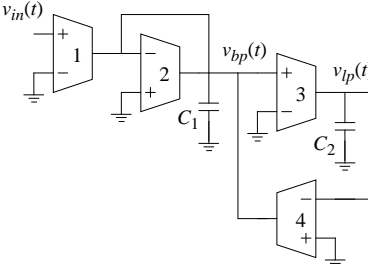 v_in(t)
+
−
1
−
+
2
C_1
v_bp(t)
+
−
3
v_lp(t)
C_2
−
+
4